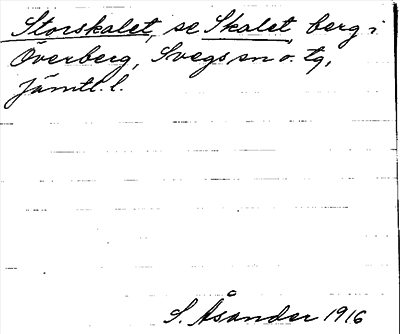 Storskalet, se Skalet, berg i
Överberg, Svegs sn o. tg,
Jämtl. l.
S. Åsander 1916